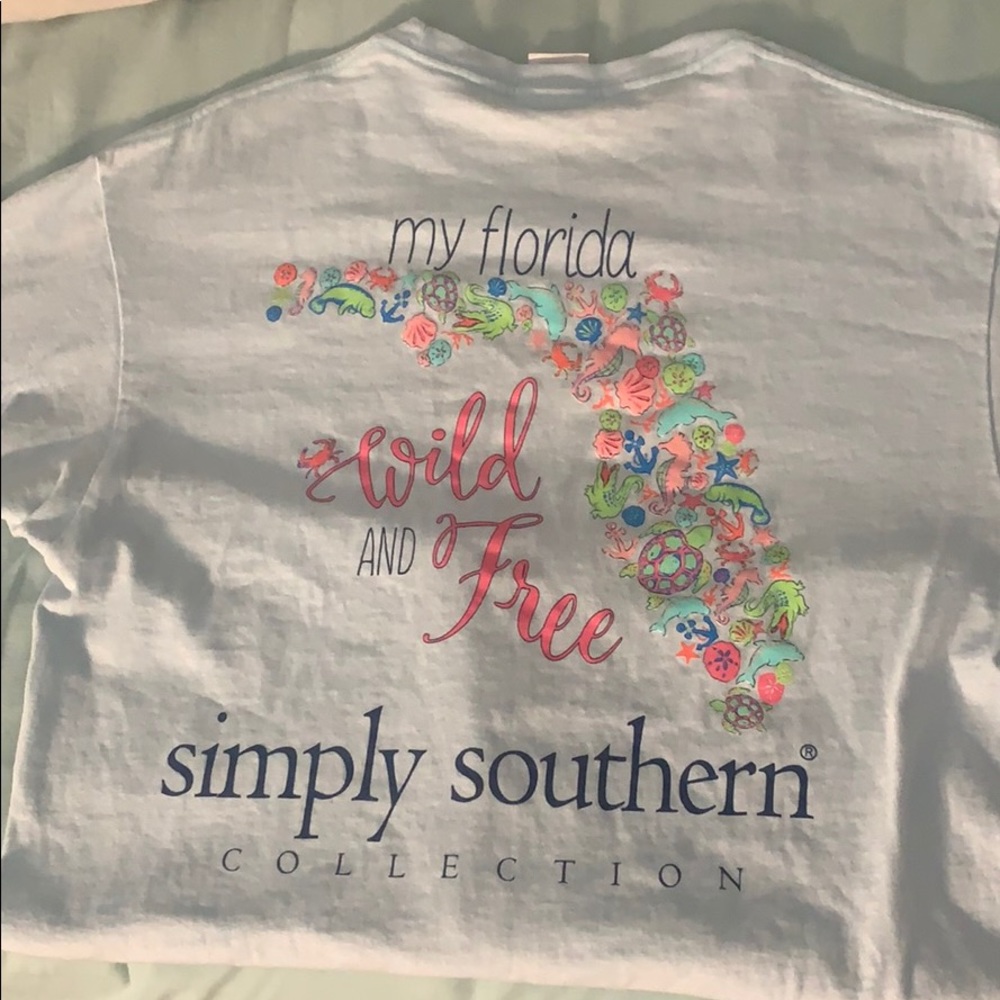 my florida
wild
AND
Free
simply southern®
COLLECTION